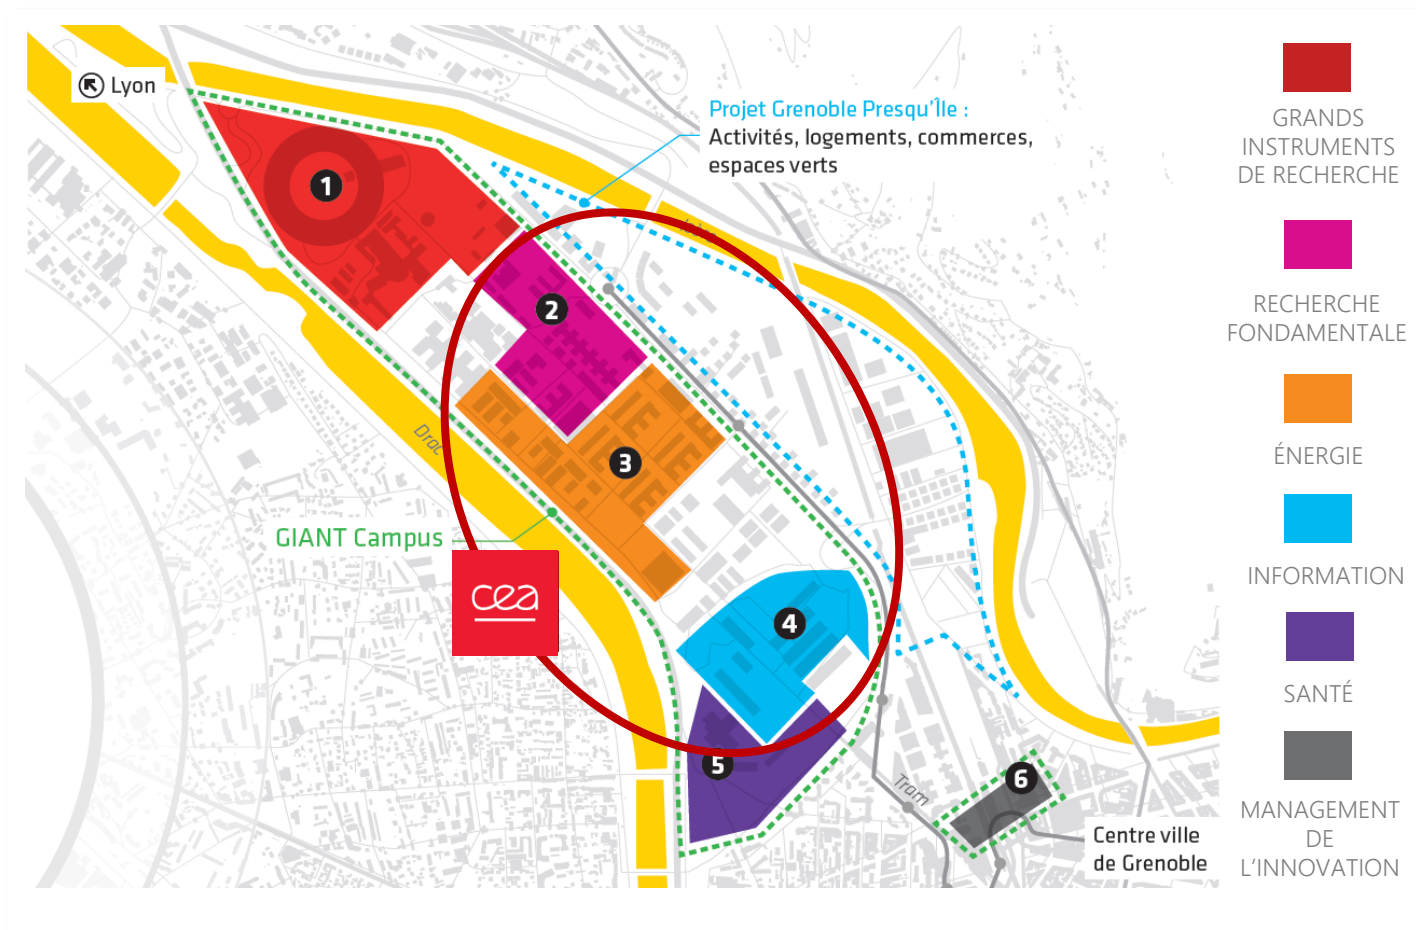 Lyon
Projet Grenoble Presqu'Île :
Activités, logements, commerces,
espaces verts
1
2
3
Drac
GIANT Campus
cea
4
5
6
Tram
Centre ville
de Grenoble
GRANDS
INSTRUMENTS
DE RECHERCHE
RECHERCHE
FONDAMENTALE
ÉNERGIE
INFORMATION
SANTÉ
MANAGEMENT
DE
L'INNOVATION